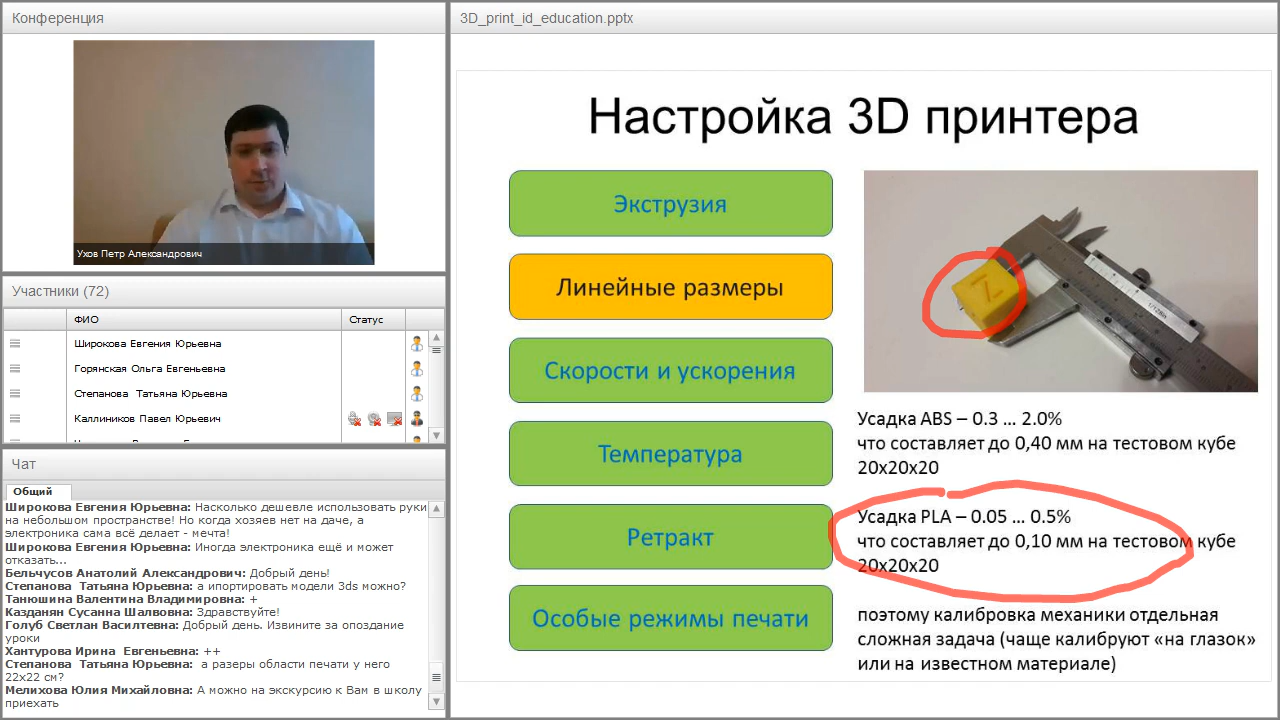 Конференция
Ухов Петр Александрович
Участники (72)
ФИО
Статус
Широкова Евгения Юрьевна
Горянская Ольга Евгеньевна
Степанова Татьяна Юрьевна
Каллиников Павел Юрьевич
Чат
Общий
Широкова Евгения Юрьевна: Насколько дешевле использовать руки
на небольшом пространстве! Но когда хозяев нет на даче, а
электроника сама всё делает - мечта!
Широкова Евгения Юрьевна: Иногда электроника ещё и может
отказать...
Бельчусов Анатолий Александрович: Добрый день!
Степанова Татьяна Юрьевна: а ипортировать модели 3ds можно?
Танюшина Валентина Владимировна: +
Казданян Сусанна Шалвовна: Здравствуйте!
Голуб Светлан Василтевна: Добрый день. Извините за опоздание
уроки
Хантурова Ирина Евгеньевна: ++
Степанова Татьяна Юрьевна: а разеры области печати у него
22х22 см?
Мелихова Юлия Михайловна: А можно на экскурсию к Вам в школу
приехать
3D_print_id_education.pptx
Настройка 3D принтера
Экструзия
Линейные размеры
Скорости и ускорения
Температура
Ретракт
Особые режимы печати
Z
Усадка ABS – 0.3 ... 2.0%
что составляет до 0,40 мм на тестовом кубе
20х20х20
Усадка PLA – 0.05 ... 0.5%
что составляет до 0,10 мм на тестовом кубе
20х20х20
поэтому калибровка механики отдельная
сложная задача (чаще калибруют «на глазок»
или на известном материале)